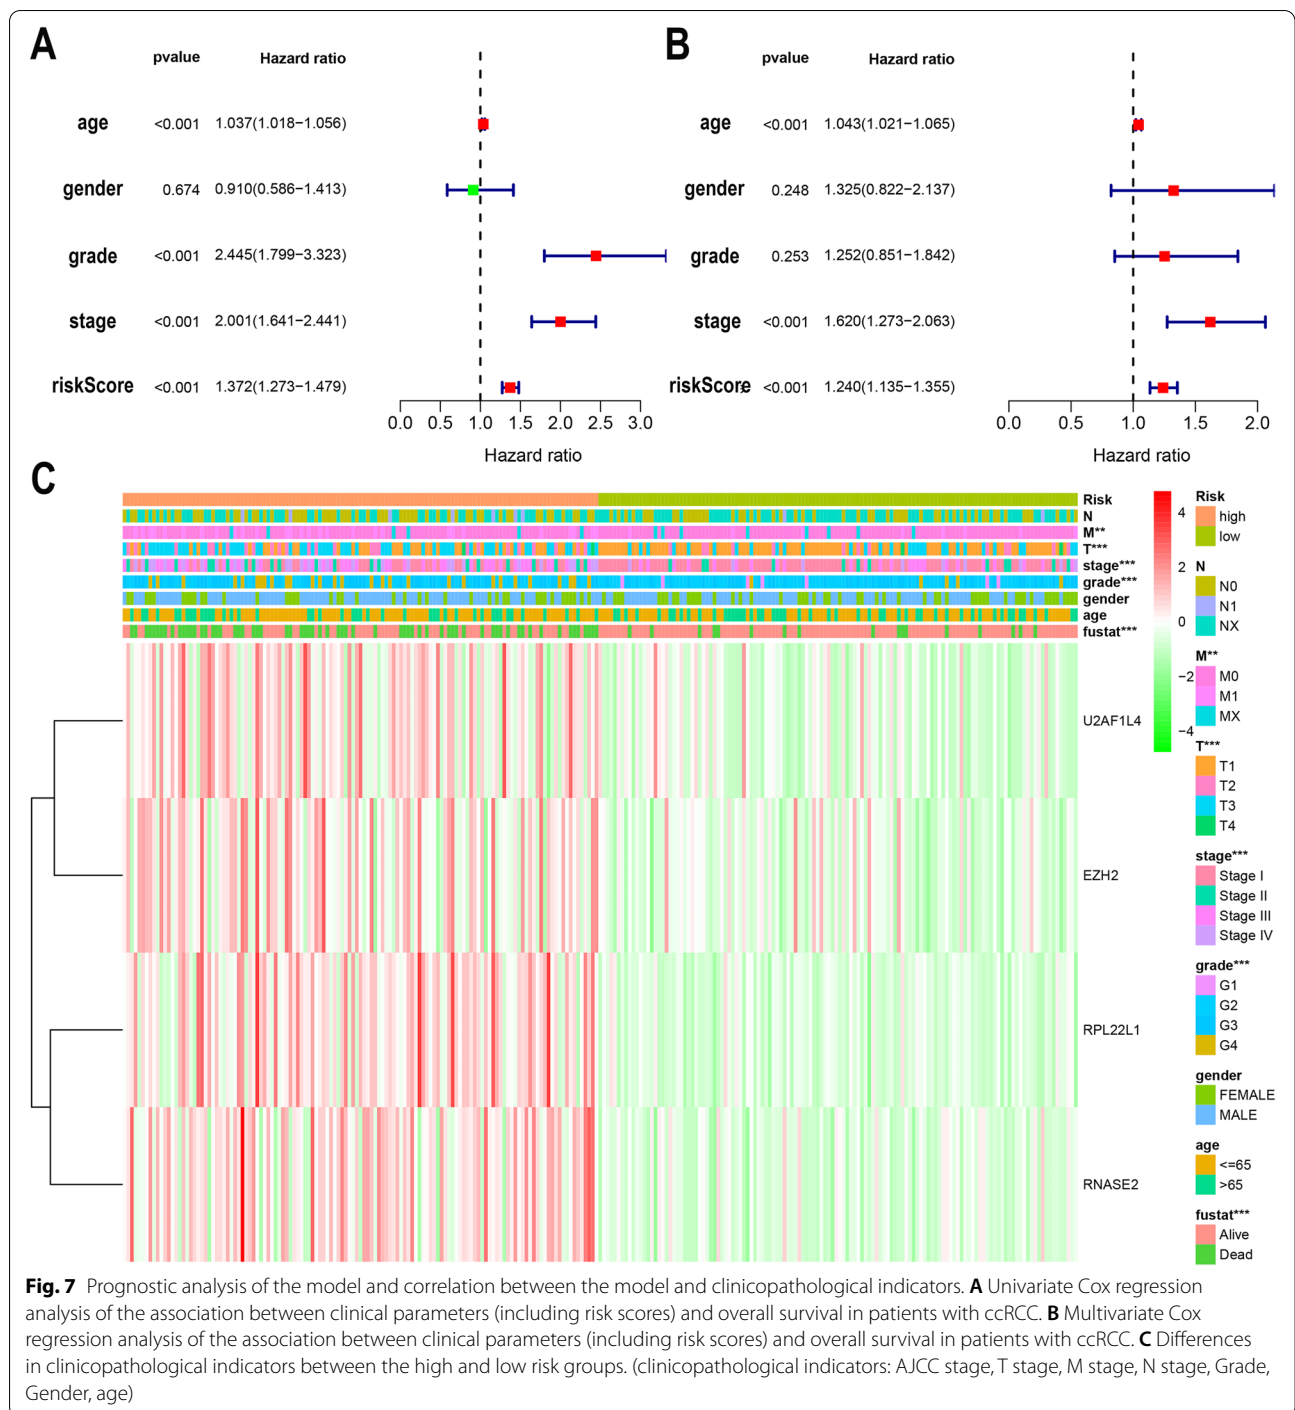 A
pvalue Hazard ratio
age <0.001 1.037(1.018−1.056)
gender 0.674 0.910(0.586−1.413)
grade <0.001 2.445(1.799−3.323)
stage <0.001 2.001(1.641−2.441)
riskScore <0.001 1.372(1.273−1.479)
0.0 0.5 1.0 1.5 2.0 2.5 3.0
Hazard ratio
B
pvalue Hazard ratio
age <0.001 1.043(1.021−1.065)
gender 0.248 1.325(0.822−2.137)
grade 0.253 1.252(0.851−1.842)
stage <0.001 1.620(1.273−2.063)
riskScore <0.001 1.240(1.135−1.355)
0.0 0.5 1.0 1.5 2.0
Hazard ratio
C
Risk
N
M**
T***
stage***
grade***
gender
age
fustat***
U2AF1L4
EZH2
RPL22L1
RNASE2
4
2
0
−2
−4
Risk
high
low
N
N0
N1
NX
M**
M0
M1
MX
T***
T1
T2
T3
T4
stage***
Stage I
Stage II
Stage III
Stage IV
grade***
G1
G2
G3
G4
gender
FEMALE
MALE
age
<=65
>65
fustat***
Alive
Dead
Fig. 7 Prognostic analysis of the model and correlation between the model and clinicopathological indicators. A Univariate Cox regression
analysis of the association between clinical parameters (including risk scores) and overall survival in patients with ccRCC. B Multivariate Cox
regression analysis of the association between clinical parameters (including risk scores) and overall survival in patients with ccRCC. C Differences
in clinicopathological indicators between the high and low risk groups. (clinicopathological indicators: AJCC stage, T stage, M stage, N stage, Grade,
Gender, age)